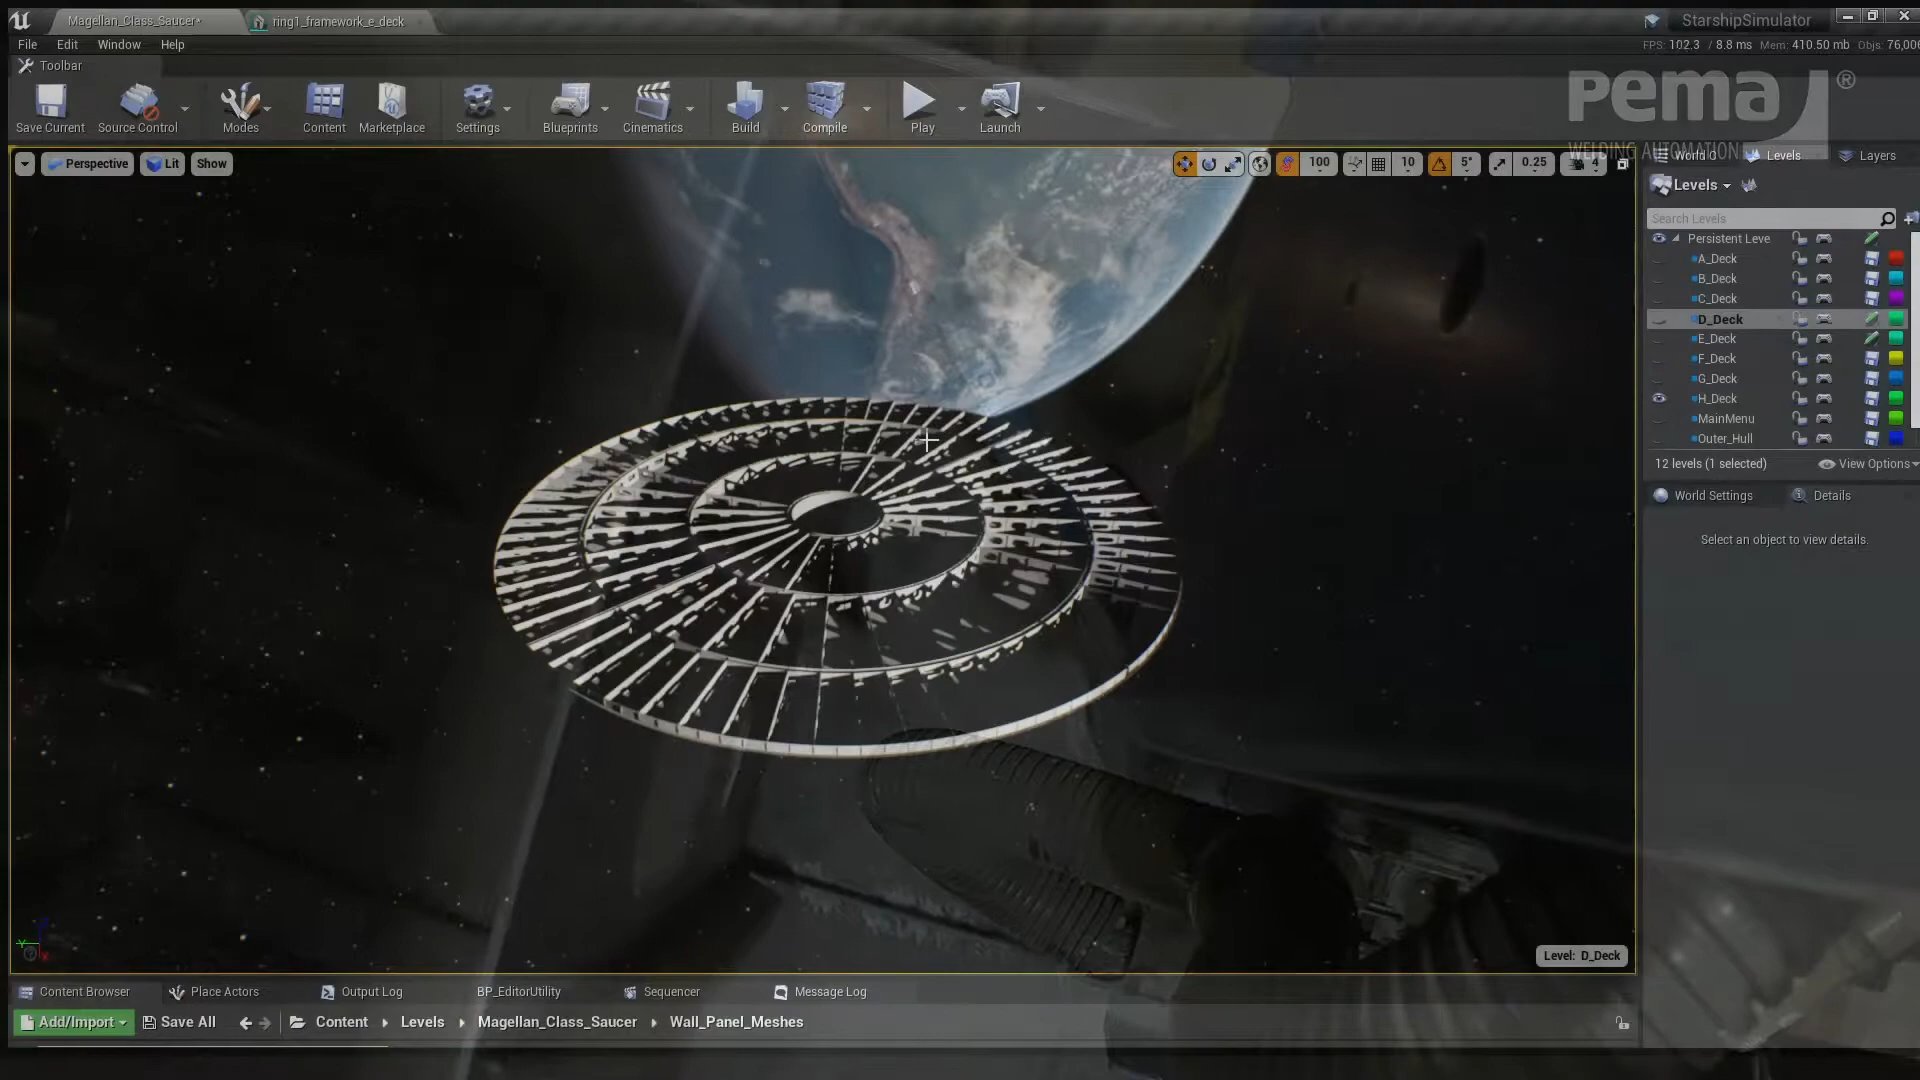 Magellan_Class_Saucer*
ring1_framework_e_deck
StarshipSimulator
File Edit Window Help
FPS: 102.3 / 8.8 ms Mem: 410.50 mb Objs: 76,00
Toolbar
pema ®
WELDING AUTOMATION
Save Current Source Control Modes Content Marketplace Settings Blueprints Cinematics Build Compile Play Launch
Perspective Lit Show
100 10 5° 0.25 4
World O Levels Layers
Levels
Search Levels
Persistent Leve
A_Deck
B_Deck
C_Deck
D_Deck
E_Deck
F_Deck
G_Deck
H_Deck
MainMenu
Outer_Hull
12 levels (1 selected) View Options
World Settings Details
Select an object to view details.
Level: D_Deck
Content Browser Place Actors Output Log BP_EditorUtility Sequencer Message Log
Add/Import Save All Content Levels Magellan_Class_Saucer Wall_Panel_Meshes